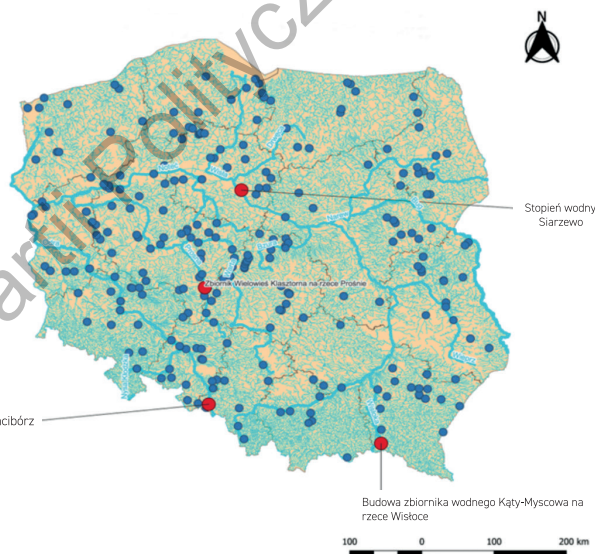 N
Stopień wodny
Siarzewo
Zbiornik Wielowieś Klasztorna na rzece Prośnie
cibórz
Budowa zbiornika wodnego Kąty-Myscowa na
rzece Wisłoce
100 0 100 200 km